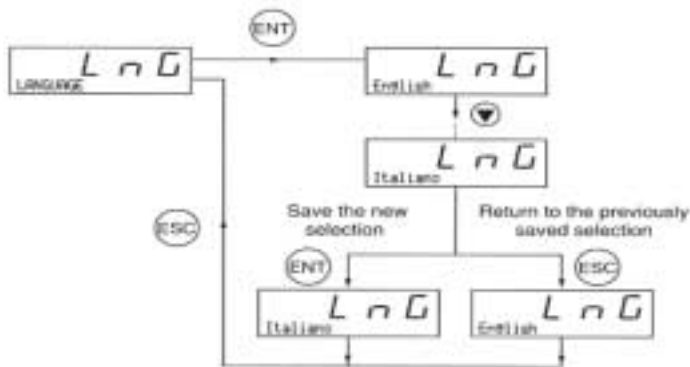 ENT
L n G
LANGUAGE
L n G
English
▼
L n G
Italiano
Save the new
selection
Return to the previously
saved selection
ESC
ENT
ESC
L n G
Italiano
L n G
English